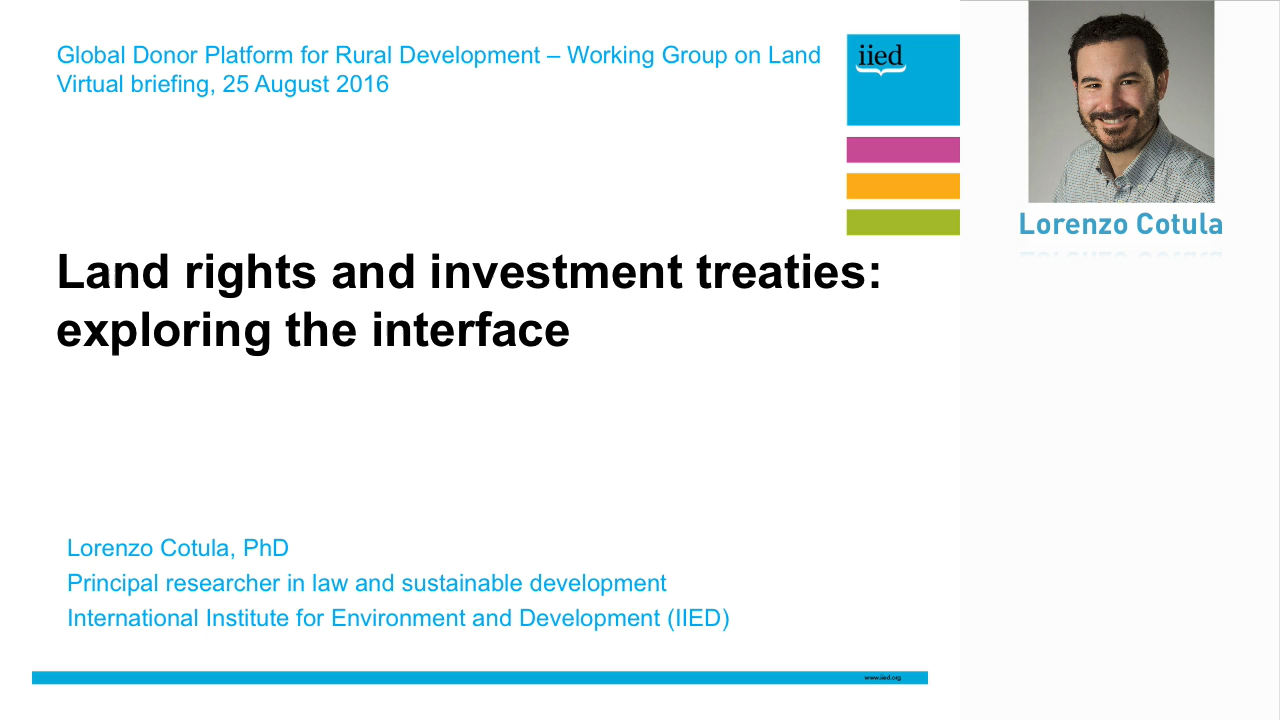 Global Donor Platform for Rural Development – Working Group on Land
Virtual briefing, 25 August 2016
iied
Lorenzo Cotula
Land rights and investment treaties:
exploring the interface
Lorenzo Cotula, PhD
Principal researcher in law and sustainable development
International Institute for Environment and Development (IIED)
www.iied.org